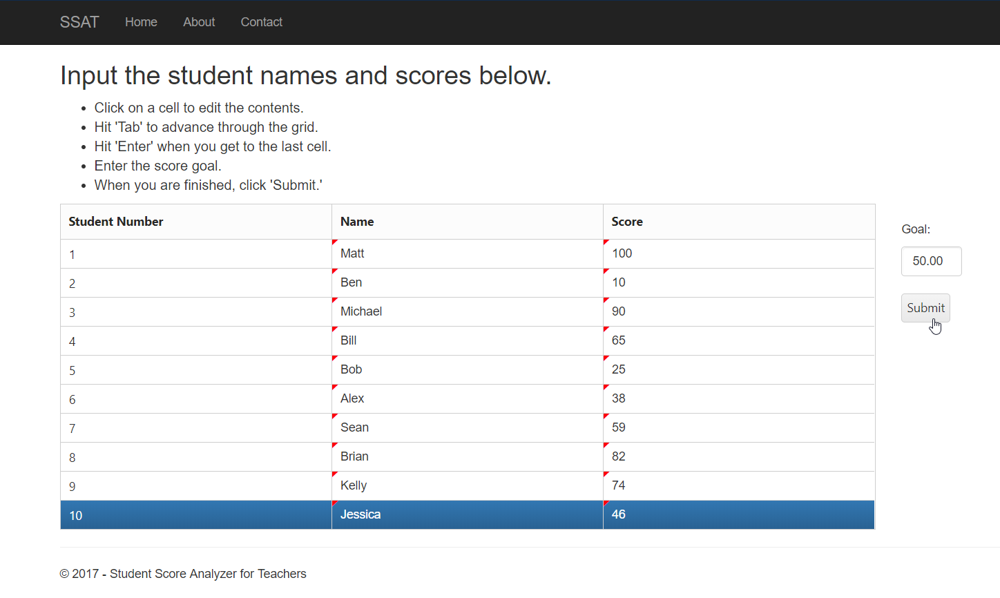 SSAT Home About Contact
Input the student names and scores below.
Click on a cell to edit the contents.
Hit 'Tab' to advance through the grid.
Hit 'Enter' when you get to the last cell.
Enter the score goal.
When you are finished, click 'Submit.'
Student Number Name Score
1 Matt 100
2 Ben 10
3 Michael 90
4 Bill 65
5 Bob 25
6 Alex 38
7 Sean 59
8 Brian 82
9 Kelly 74
10 Jessica 46
Goal:
50.00
Submit
© 2017 - Student Score Analyzer for Teachers